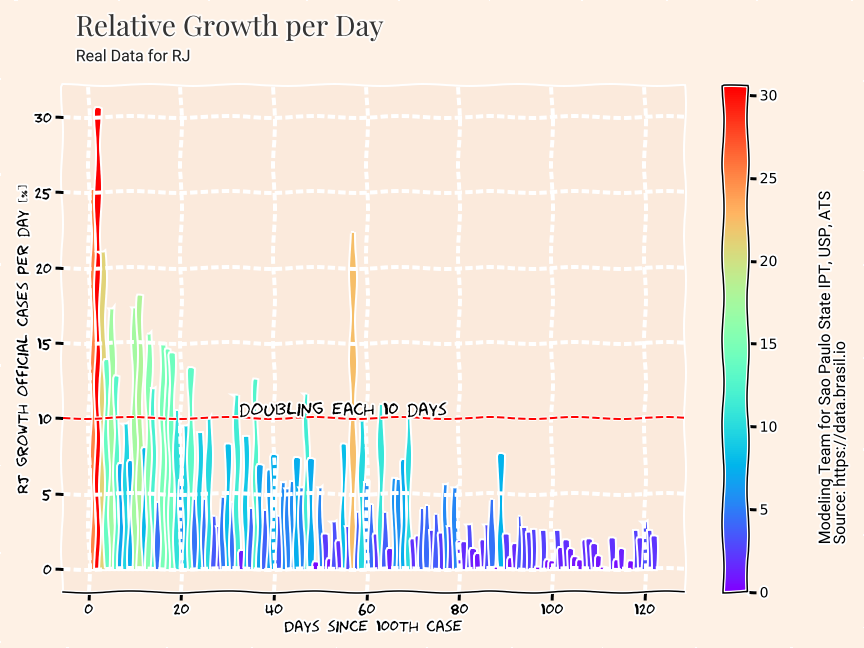 Relative Growth per Day
Real Data for RJ
RJ GROWTH OFFICIAL CASES PER DAY [%]
30
25
20
15
10
5
0
DOUBLING EACH 10 DAYS
0 20 40 60 80 100 120
DAYS SINCE 100TH CASE
30
25
20
15
10
5
0
Modeling Team for Sao Paulo State IPT, USP, ATS
Source: https://data.brasil.io